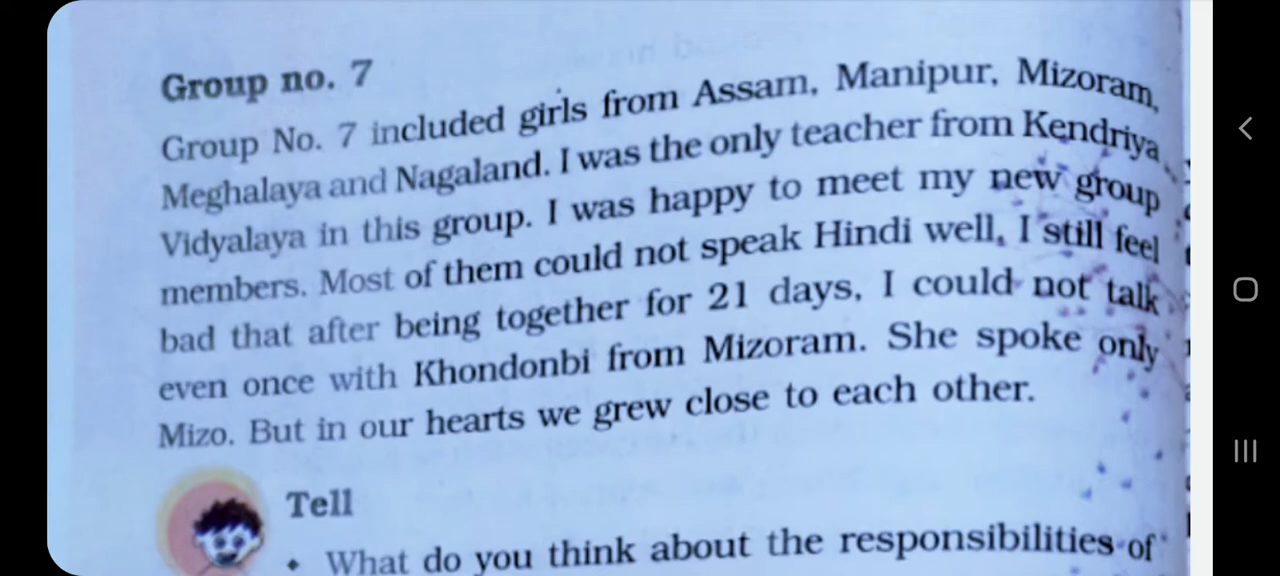 Group no. 7
Group No. 7 included girls from Assam, Manipur, Mizoram,
Meghalaya and Nagaland. I was the only teacher from Kendriya
Vidyalaya in this group. I was happy to meet my new group
members. Most of them could not speak Hindi well, I still feel
bad that after being together for 21 days, I could not talk
even once with Khondonbi from Mizoram. She spoke only
Mizo. But in our hearts we grew close to each other.
Tell
• What do you think about the responsibilities of